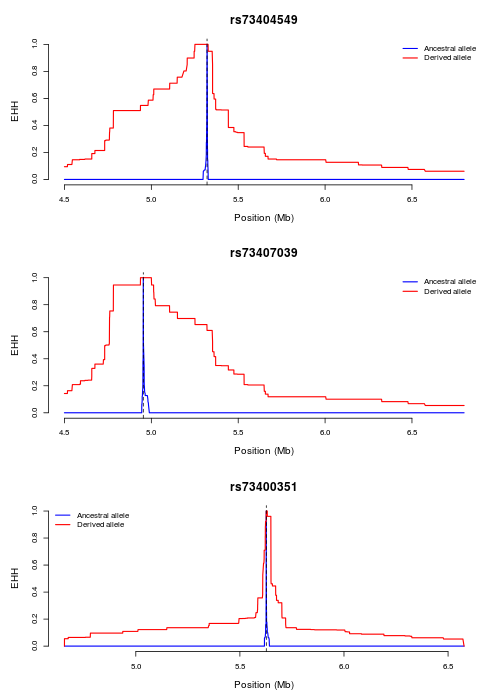 rs73404549
EHH
0.0 0.2 0.4 0.6 0.8 1.0
Ancestral allele
Derived allele
4.5 5.0 5.5 6.0 6.5
Position (Mb)
rs73407039
EHH
0.0 0.2 0.4 0.6 0.8 1.0
Ancestral allele
Derived allele
4.5 5.0 5.5 6.0 6.5
Position (Mb)
rs73400351
EHH
0.0 0.2 0.4 0.6 0.8 1.0
Ancestral allele
Derived allele
5.0 5.5 6.0 6.5
Position (Mb)